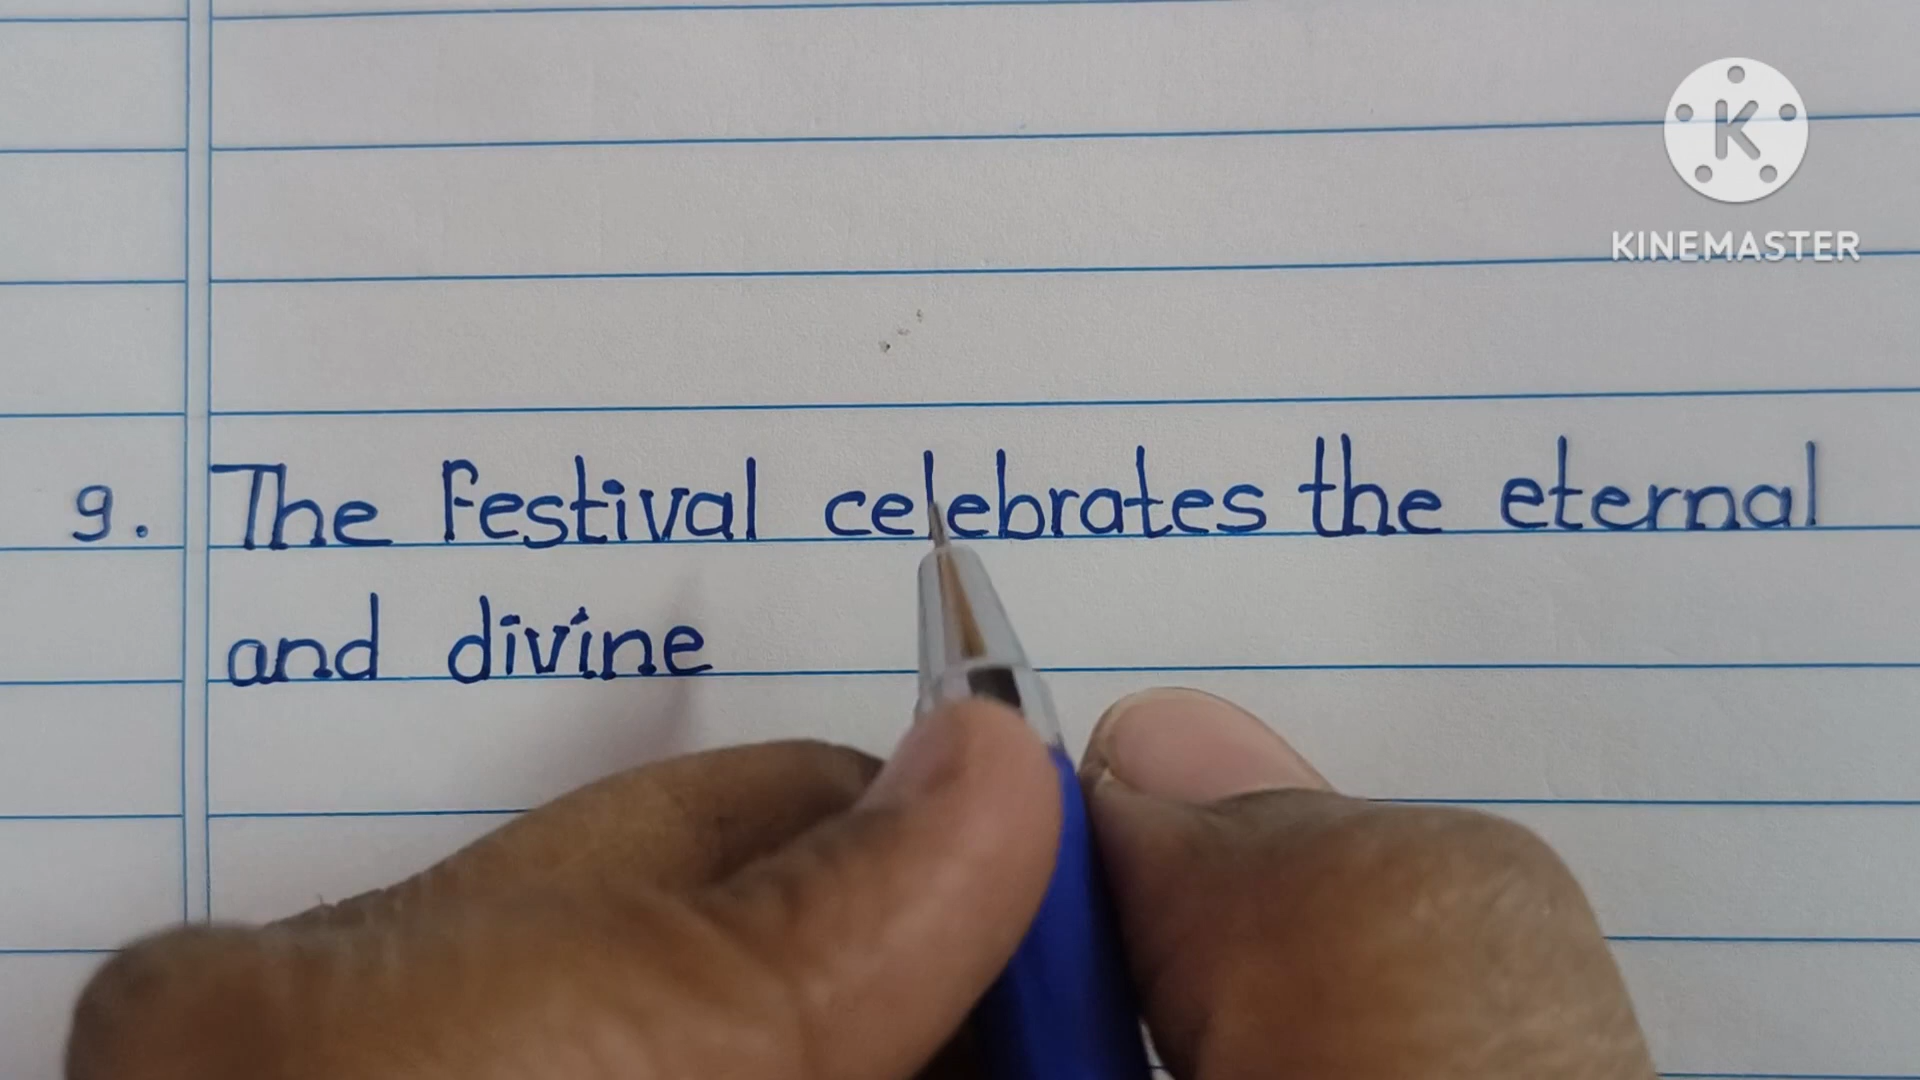 KINEMASTER
9. The festival celebrates the eternal
and divine